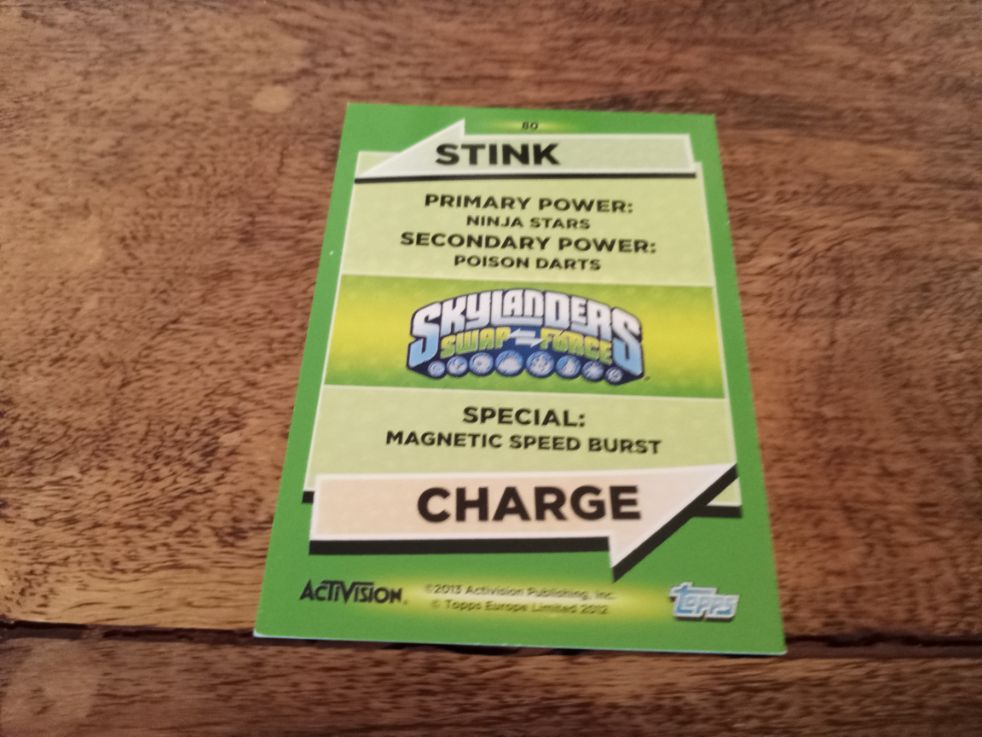 80
STINK
PRIMARY POWER:
NINJA STARS
SECONDARY POWER:
POISON DARTS
SKYLANDERS
SWAP FORCE
SPECIAL:
MAGNETIC SPEED BURST
CHARGE
ACTIVISION.
©2013 Activision Publishing, Inc.
© Topps Europe Limited 2012
topps